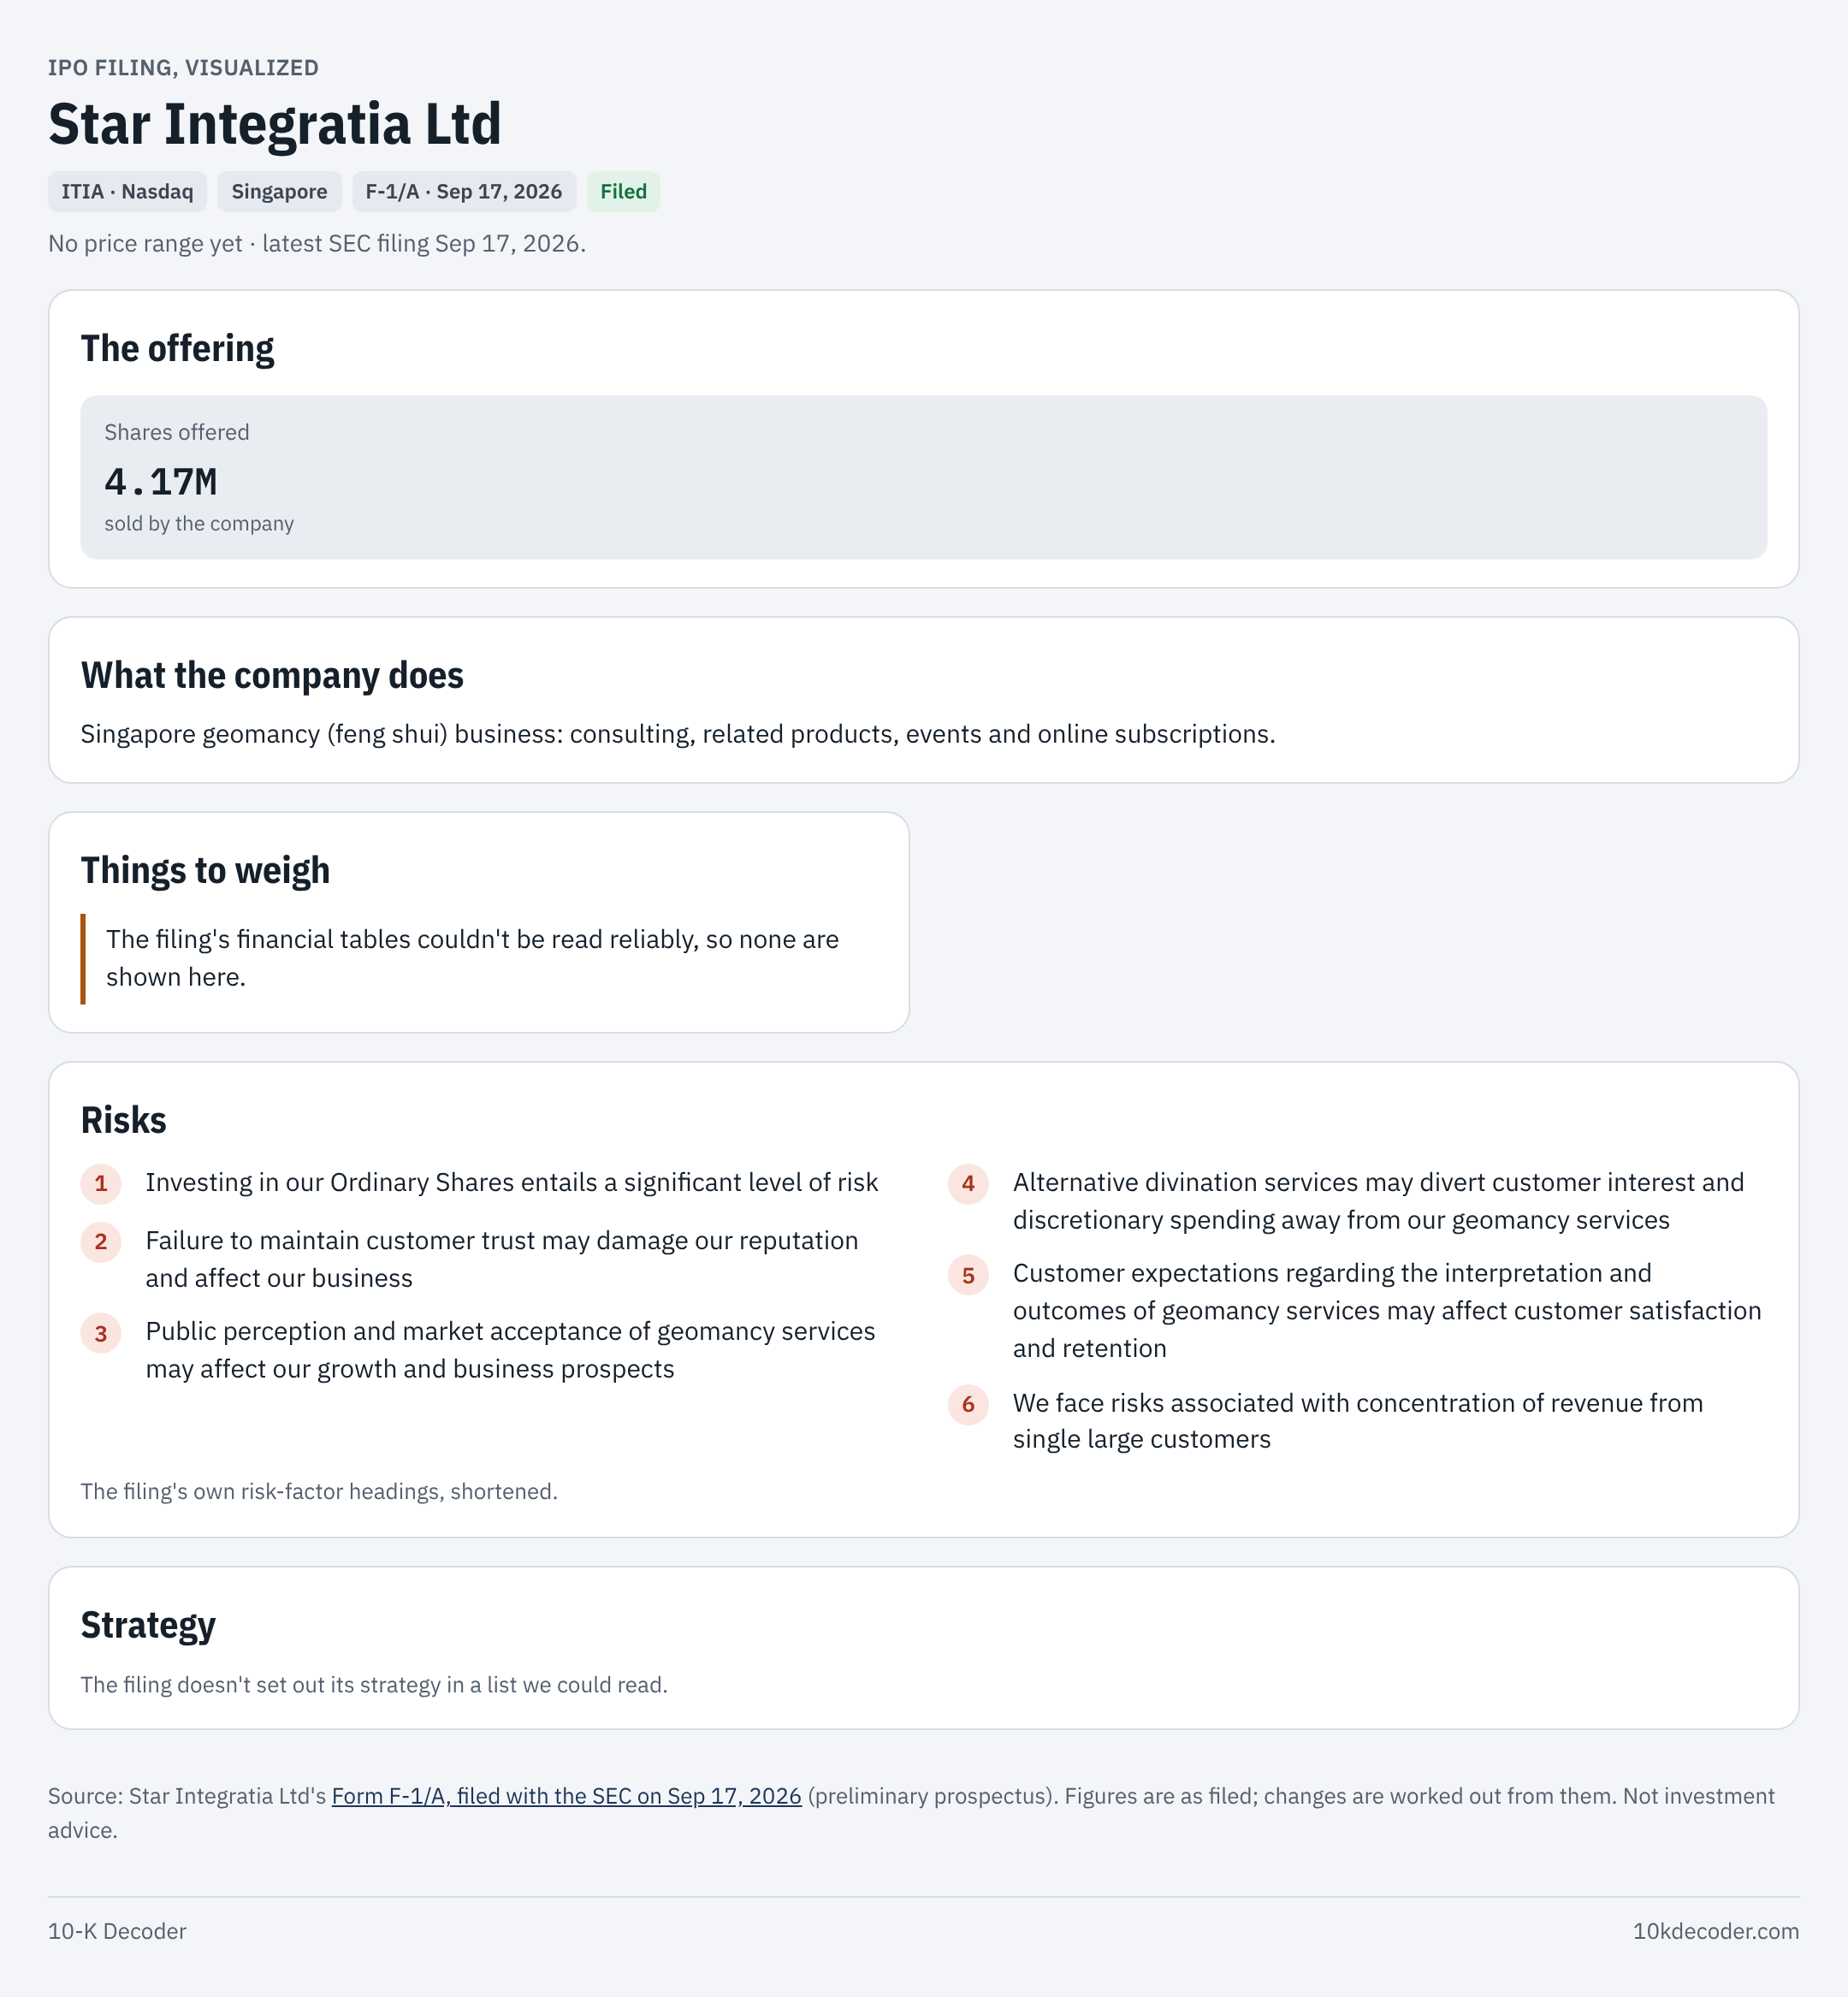 IPO FILING, VISUALIZED
Star Integratia Ltd
ITIA · Nasdaq
Singapore
F-1/A · Sep 17, 2026
Filed
No price range yet · latest SEC filing Sep 17, 2026.
The offering
Shares offered
4.17M
sold by the company
What the company does
Singapore geomancy (feng shui) business: consulting, related products, events and online subscriptions.
Things to weigh
The filing's financial tables couldn't be read reliably, so none are
shown here.
Risks
1 Investing in our Ordinary Shares entails a significant level of risk
2 Failure to maintain customer trust may damage our reputation
and affect our business
3 Public perception and market acceptance of geomancy services
may affect our growth and business prospects
4 Alternative divination services may divert customer interest and
discretionary spending away from our geomancy services
5 Customer expectations regarding the interpretation and
outcomes of geomancy services may affect customer satisfaction
and retention
6 We face risks associated with concentration of revenue from
single large customers
The filing's own risk-factor headings, shortened.
Strategy
The filing doesn't set out its strategy in a list we could read.
Source: Star Integratia Ltd's Form F-1/A, filed with the SEC on Sep 17, 2026 (preliminary prospectus). Figures are as filed; changes are worked out from them. Not investment
advice.
10-K Decoder
10kdecoder.com